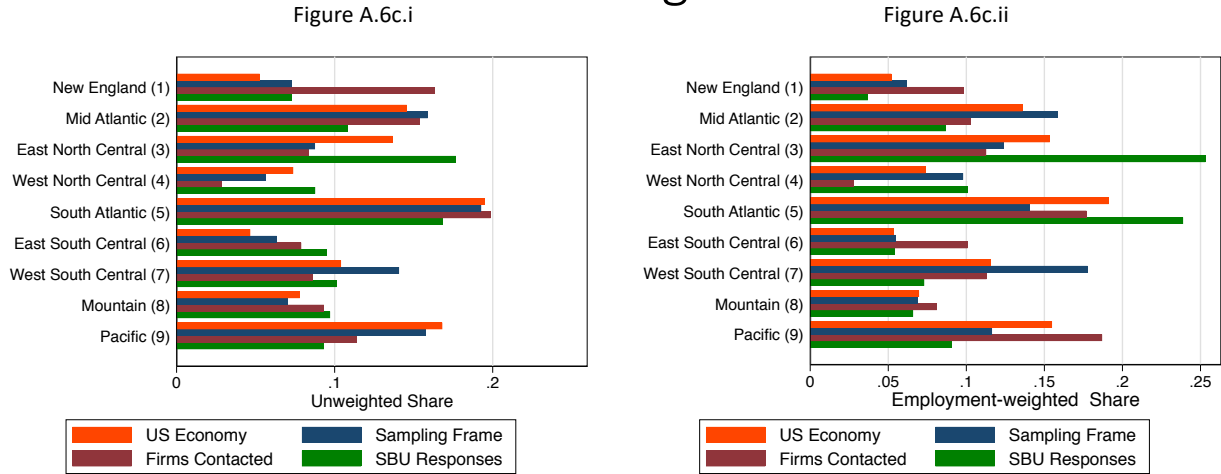 Figure A.6c.i
New England (1)
Mid Atlantic (2)
East North Central (3)
West North Central (4)
South Atlantic (5)
East South Central (6)
West South Central (7)
Mountain (8)
Pacific (9)
0 .1 .2
Unweighted Share
US Economy Sampling Frame
Firms Contacted SBU Responses
Figure A.6c.ii
New England (1)
Mid Atlantic (2)
East North Central (3)
West North Central (4)
South Atlantic (5)
East South Central (6)
West South Central (7)
Mountain (8)
Pacific (9)
0 .05 .1 .15 .2 .25
Employment-weighted Share
US Economy Sampling Frame
Firms Contacted SBU Responses